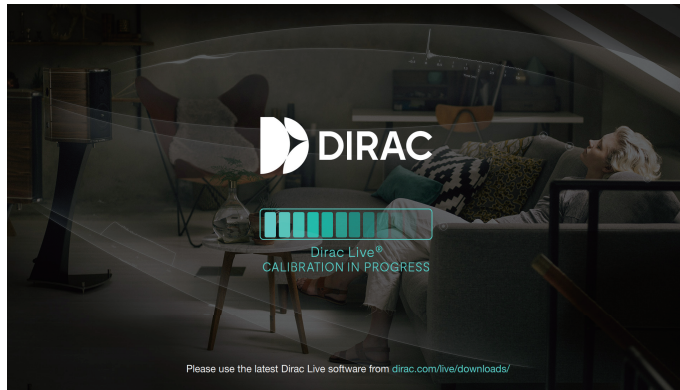 DIRAC
Dirac Live®
CALIBRATION IN PROGRESS
Please use the latest Dirac Live software from dirac.com/live/downloads/